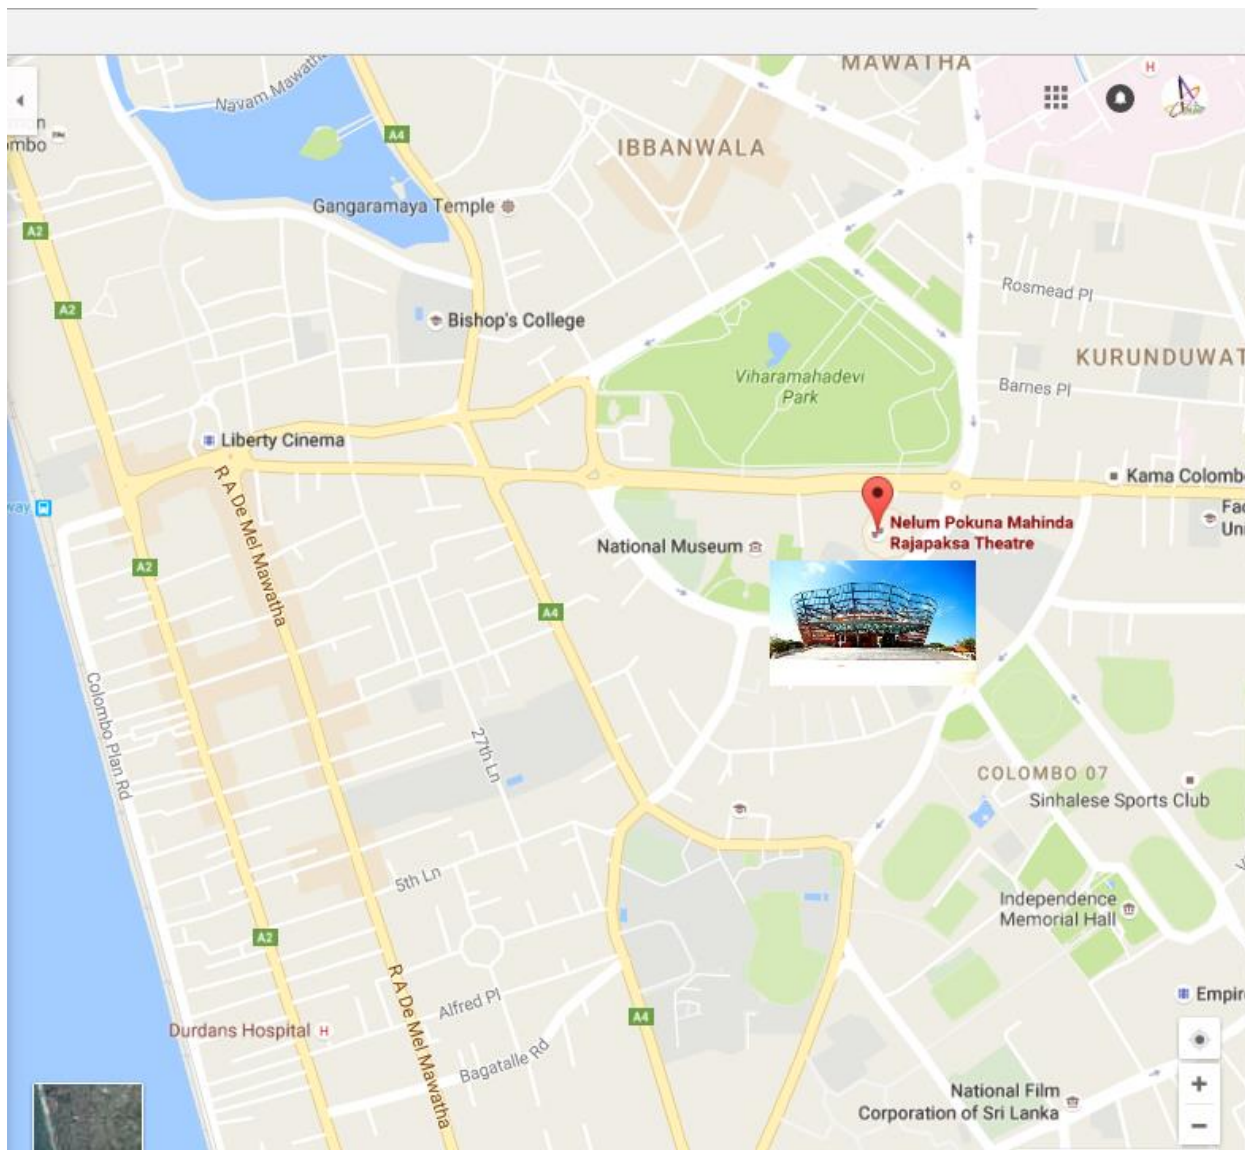 MAWATHA
H
Navam Mawatha
A4
IBBANWALA
Gangaramaya Temple
A2
A2
Rosmead Pl
Bishop's College
KURUNDUWAT
Viharamahadevi
Park
Barnes Pl
Liberty Cinema
Kama Colombo
R A De Mel Mawatha
Nelum Pokuna Mahinda
Rajapaksa Theatre
National Museum
A2
A4
Colombo Plan Rd
27th Ln
COLOMBO 07
Sinhalese Sports Club
5th Ln
Independence
Memorial Hall
A2
R A De Mel Mawatha
Alfred Pl
Empire
A4
Durdans Hospital H
Bagatalle Rd
National Film
Corporation of Sri Lanka
+
−